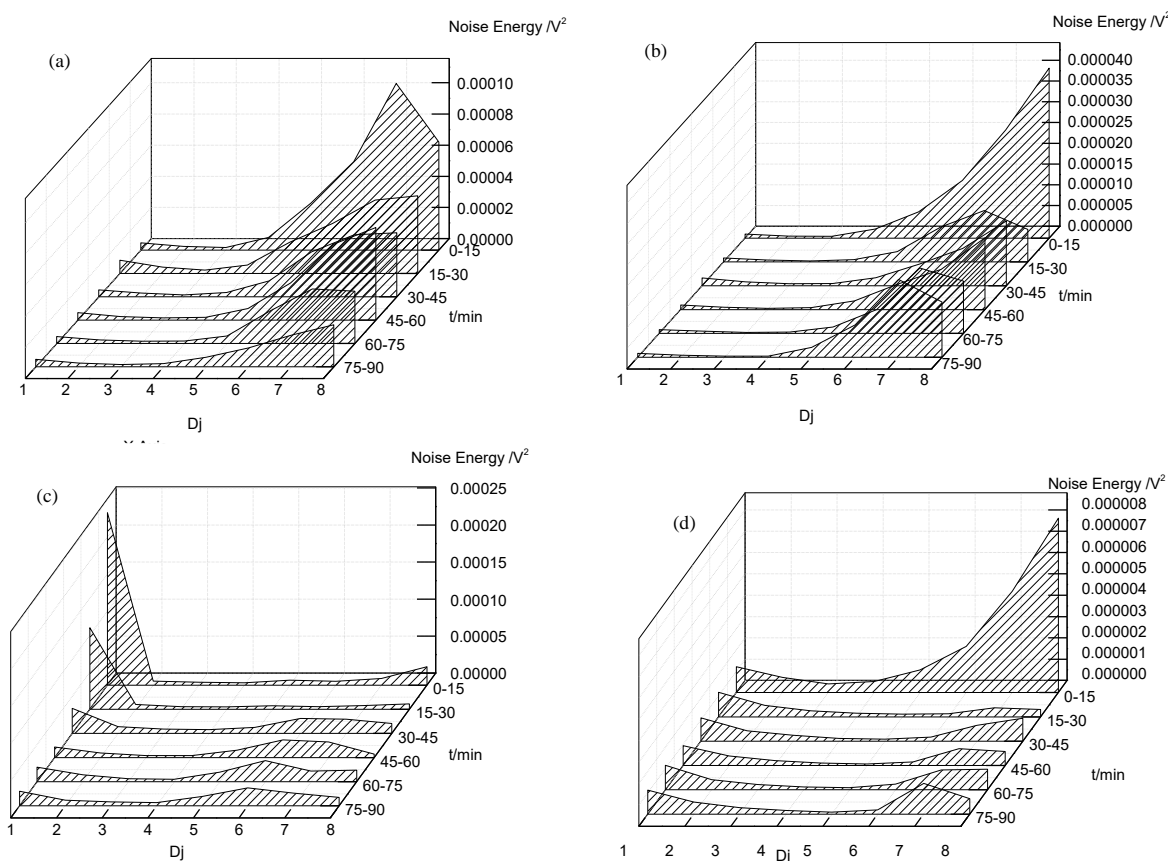 Noise Energy /V²
(a)
0.00010
0.00008
0.00006
0.00004
0.00002
0.00000
0-15
15-30
30-45
45-60
60-75
75-90
t/min
1 2 3 4 5 6 7 8
Dj
Noise Energy /V²
(b)
0.000040
0.000035
0.000030
0.000025
0.000020
0.000015
0.000010
0.000005
0.000000
0-15
15-30
30-45
45-60
60-75
75-90
t/min
1 2 3 4 5 6 7 8
Dj
Noise Energy /V²
(c)
0.00025
0.00020
0.00015
0.00010
0.00005
0.00000
0-15
15-30
30-45
45-60
60-75
75-90
t/min
1 2 3 4 5 6 7 8
Dj
Noise Energy /V²
(d)
0.000008
0.000007
0.000006
0.000005
0.000004
0.000003
0.000002
0.000001
0.000000
0-15
15-30
30-45
45-60
60-75
75-90
t/min
1 2 3 4 5 6 7 8
Dj